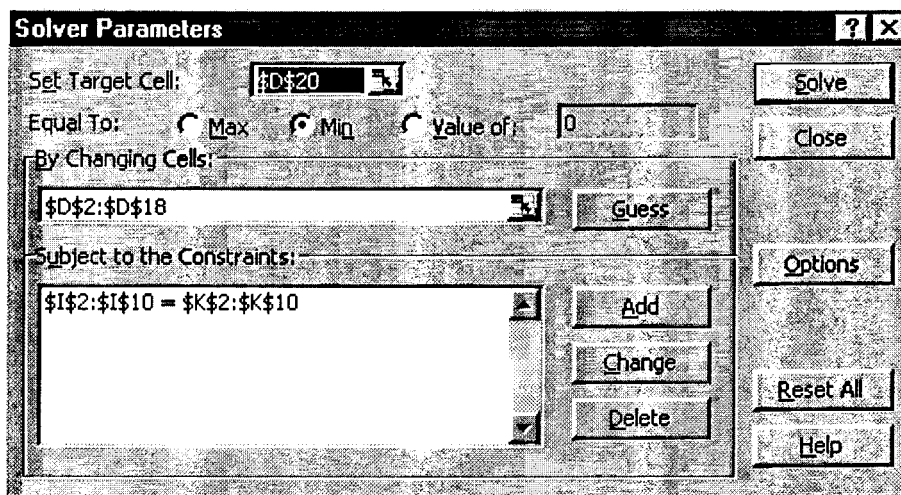 Solver Parameters ? ×
Set Target Cell: $D$20
Solve
Equal To: Max Min Value of: 0
Close
By Changing Cells:
$D$2:$D$18
Guess
Subject to the Constraints:
Options
$I$2:$I$10 = $K$2:$K$10
Add
Change
Reset All
Delete
Help